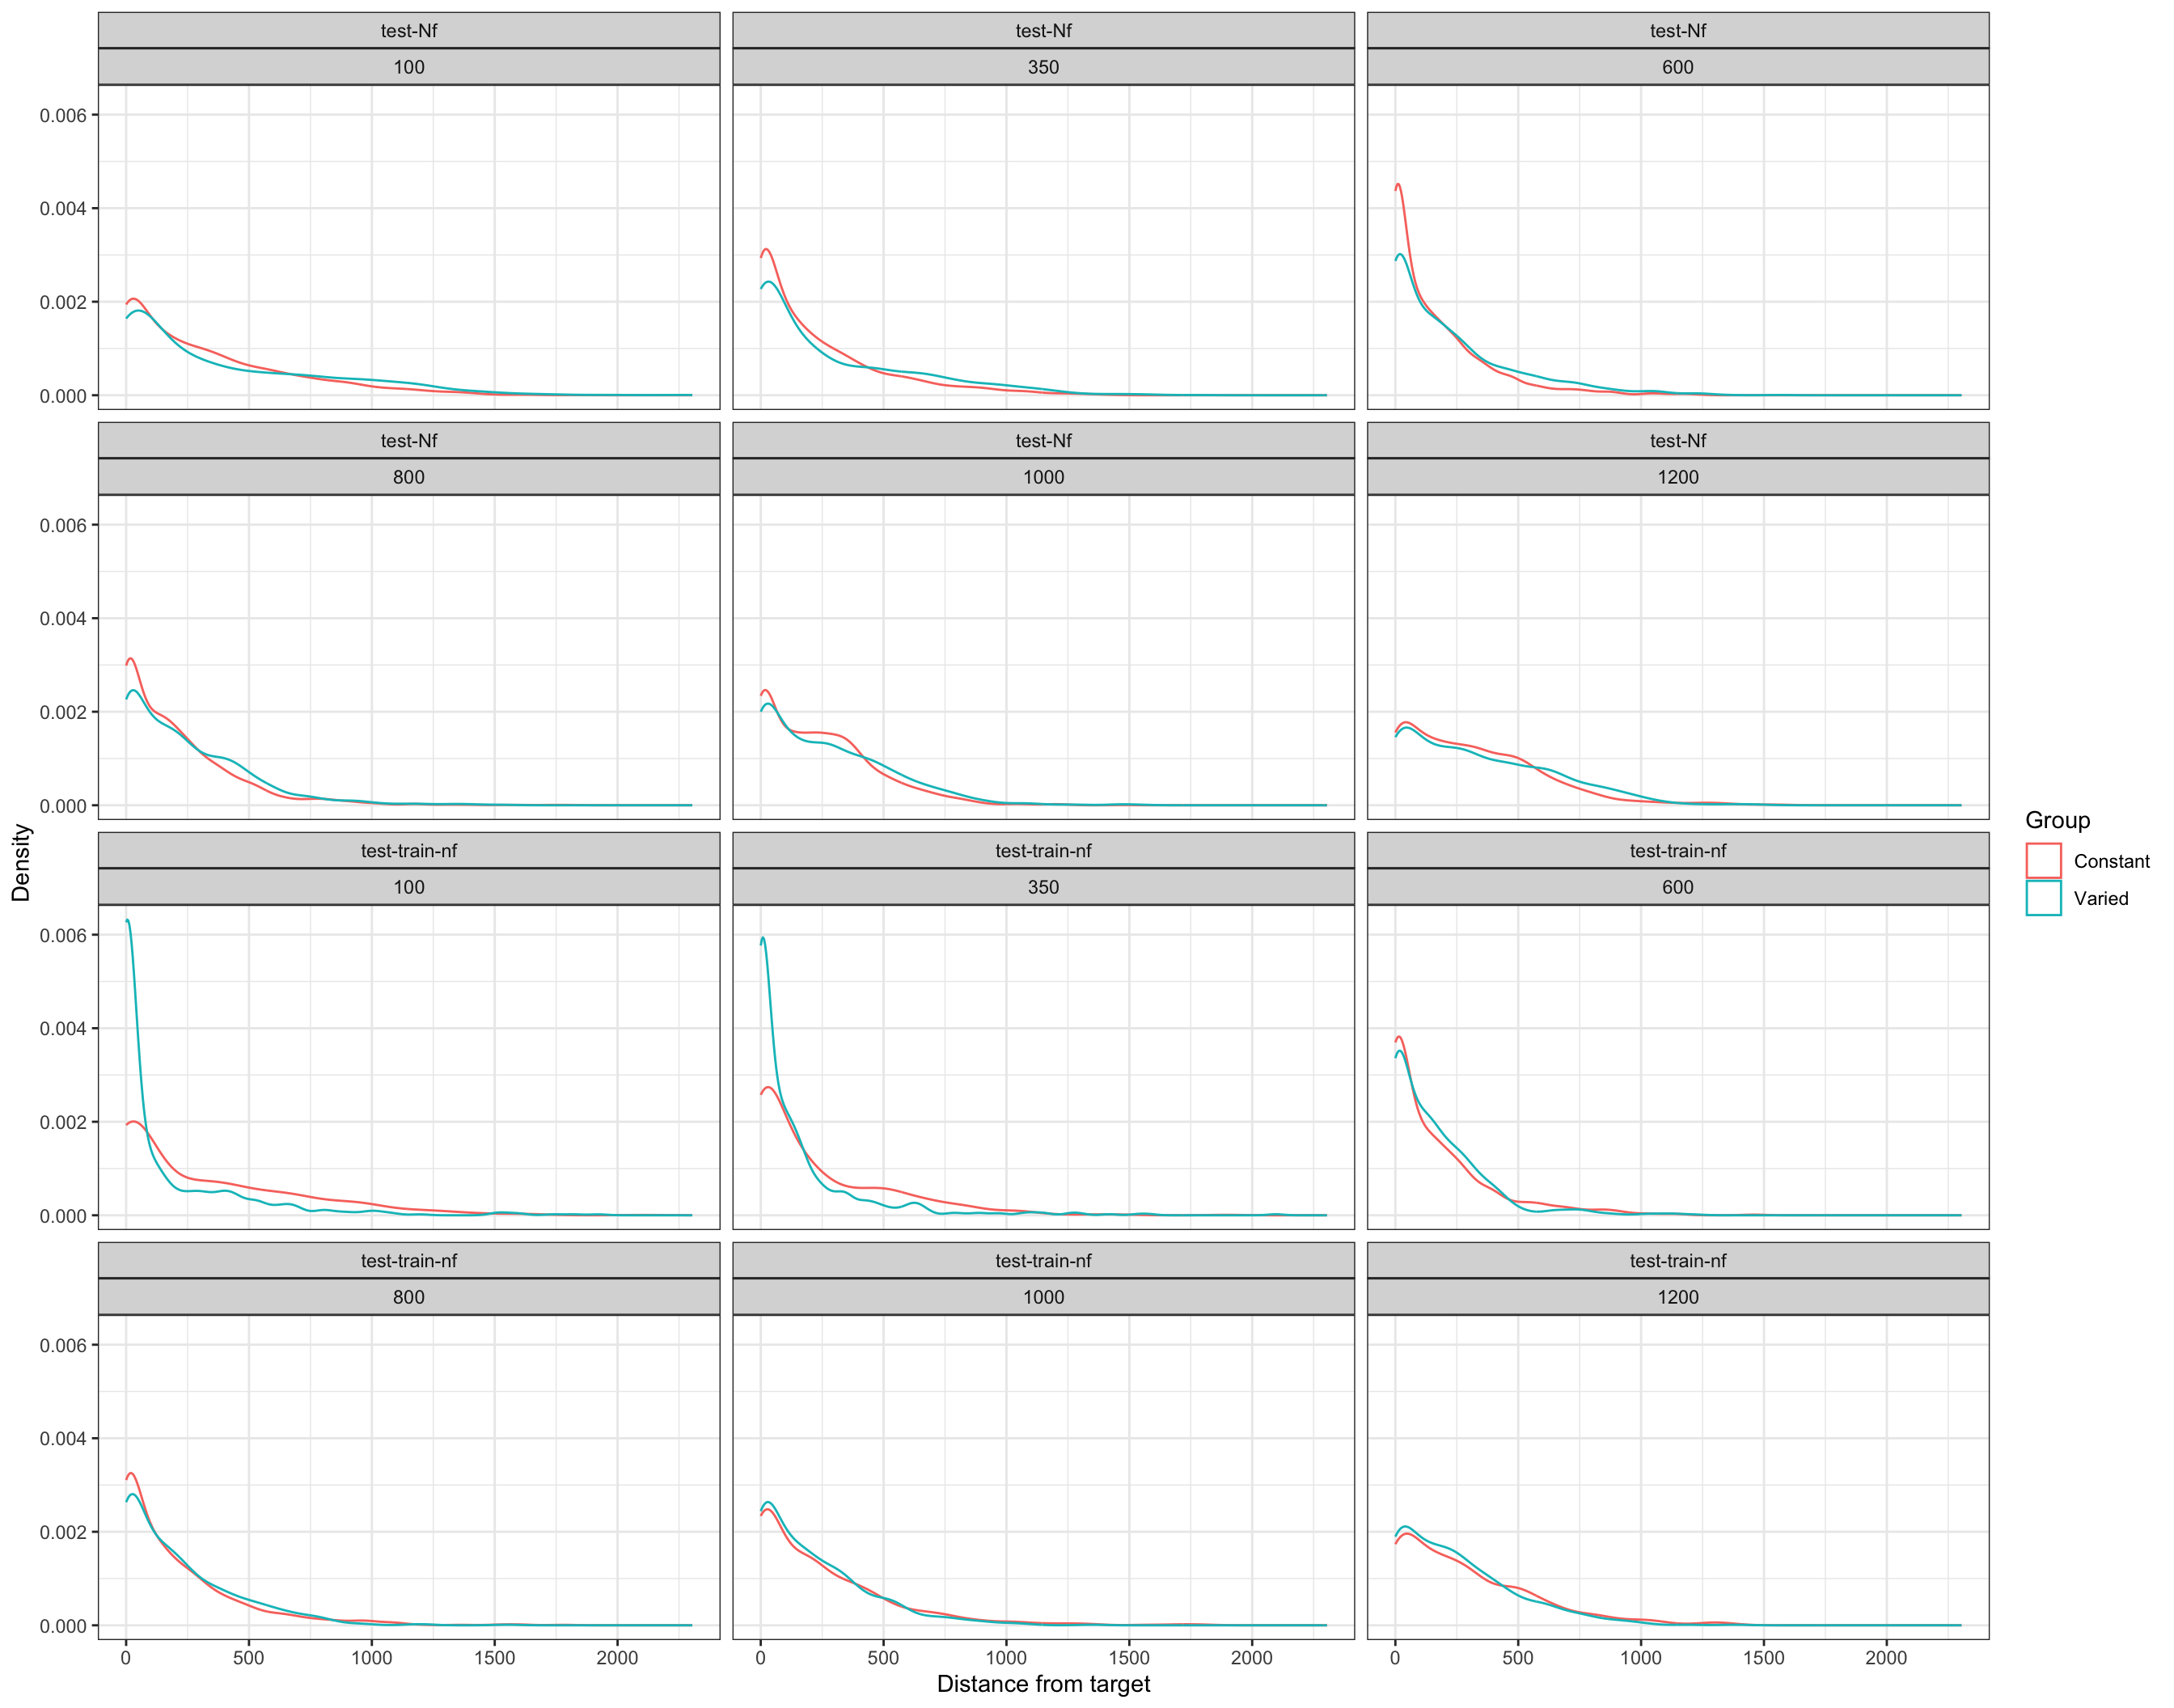 test-Nf test-Nf test-Nf
100 350 600
0.006
0.004
0.002
0.000
test-Nf test-Nf test-Nf
800 1000 1200
0.006
0.004
0.002
0.000
test-train-nf test-train-nf test-train-nf
100 350 600
0.006
0.004
0.002
0.000
test-train-nf test-train-nf test-train-nf
800 1000 1200
0.006
0.004
0.002
0.000
0 500 1000 1500 2000 0 500 1000 1500 2000 0 500 1000 1500 2000
Distance from target
Density
Group
Constant
Varied